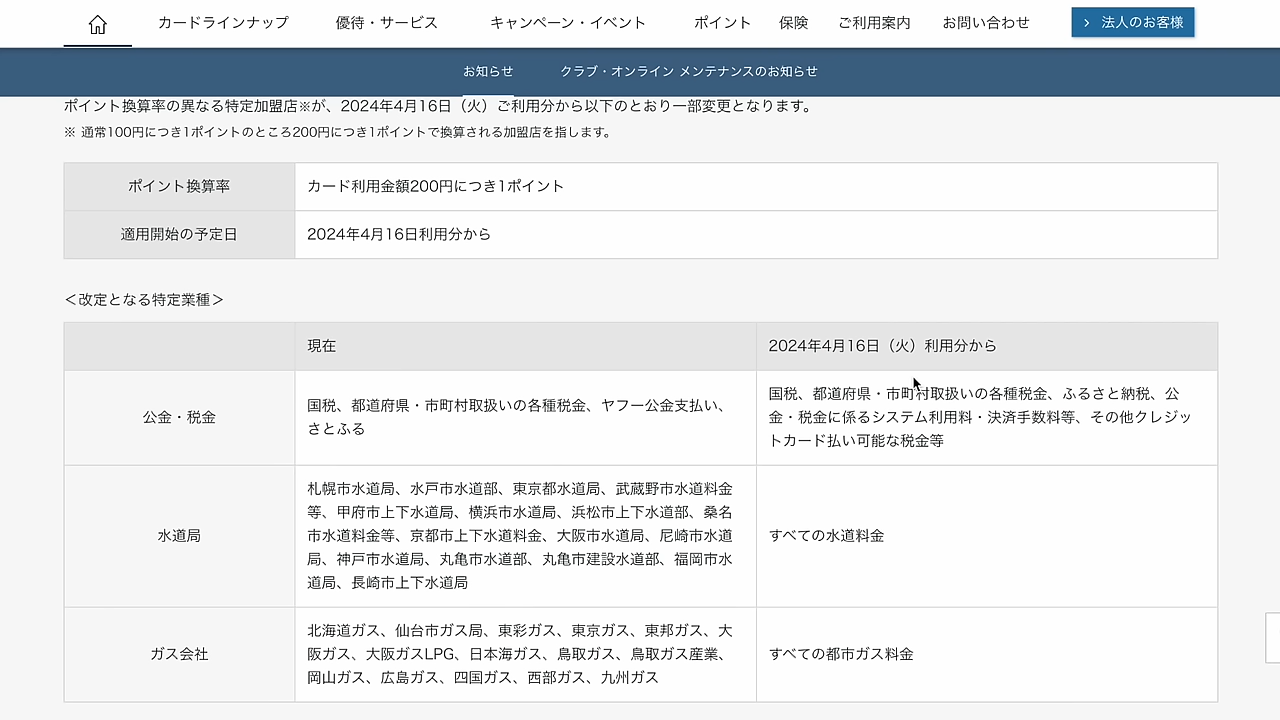 カードラインナップ 優待・サービス キャンペーン・イベント ポイント 保険 ご利用案内 お問い合わせ 法人のお客様
お知らせ クラブ・オンライン メンテナンスのお知らせ
ポイント換算率の異なる特定加盟店※が、2024年4月16日（火）ご利用分から以下のとおり一部変更となります。
※ 通常100円につき1ポイントのところ200円につき1ポイントで換算される加盟店を指します。
ポイント換算率 カード利用金額200円につき1ポイント
適用開始の予定日 2024年4月16日利用分から
＜改定となる特定業種＞
現在 2024年4月16日（火）利用分から
公金・税金
国税、都道府県・市町村取扱いの各種税金、ヤフー公金支払い、
さとふる
国税、都道府県・市町村取扱いの各種税金、ふるさと納税、公
金・税金に係るシステム利用料・決済手数料等、その他クレジッ
トカード払い可能な税金等
水道局
札幌市水道局、水戸市水道部、東京都水道局、武蔵野市水道料金
等、甲府市上下水道局、横浜市水道局、浜松市上下水道部、桑名
市水道料金等、京都市上下水道料金、大阪市水道局、尼崎市水道
局、神戸市水道局、丸亀市水道部、丸亀市建設水道部、福岡市水
道局、長崎市上下水道局
すべての水道料金
ガス会社
北海道ガス、仙台市ガス局、東彩ガス、東京ガス、東邦ガス、大
阪ガス、大阪ガスLPG、日本海ガス、鳥取ガス、鳥取ガス産業、
岡山ガス、広島ガス、四国ガス、西部ガス、九州ガス
すべての都市ガス料金